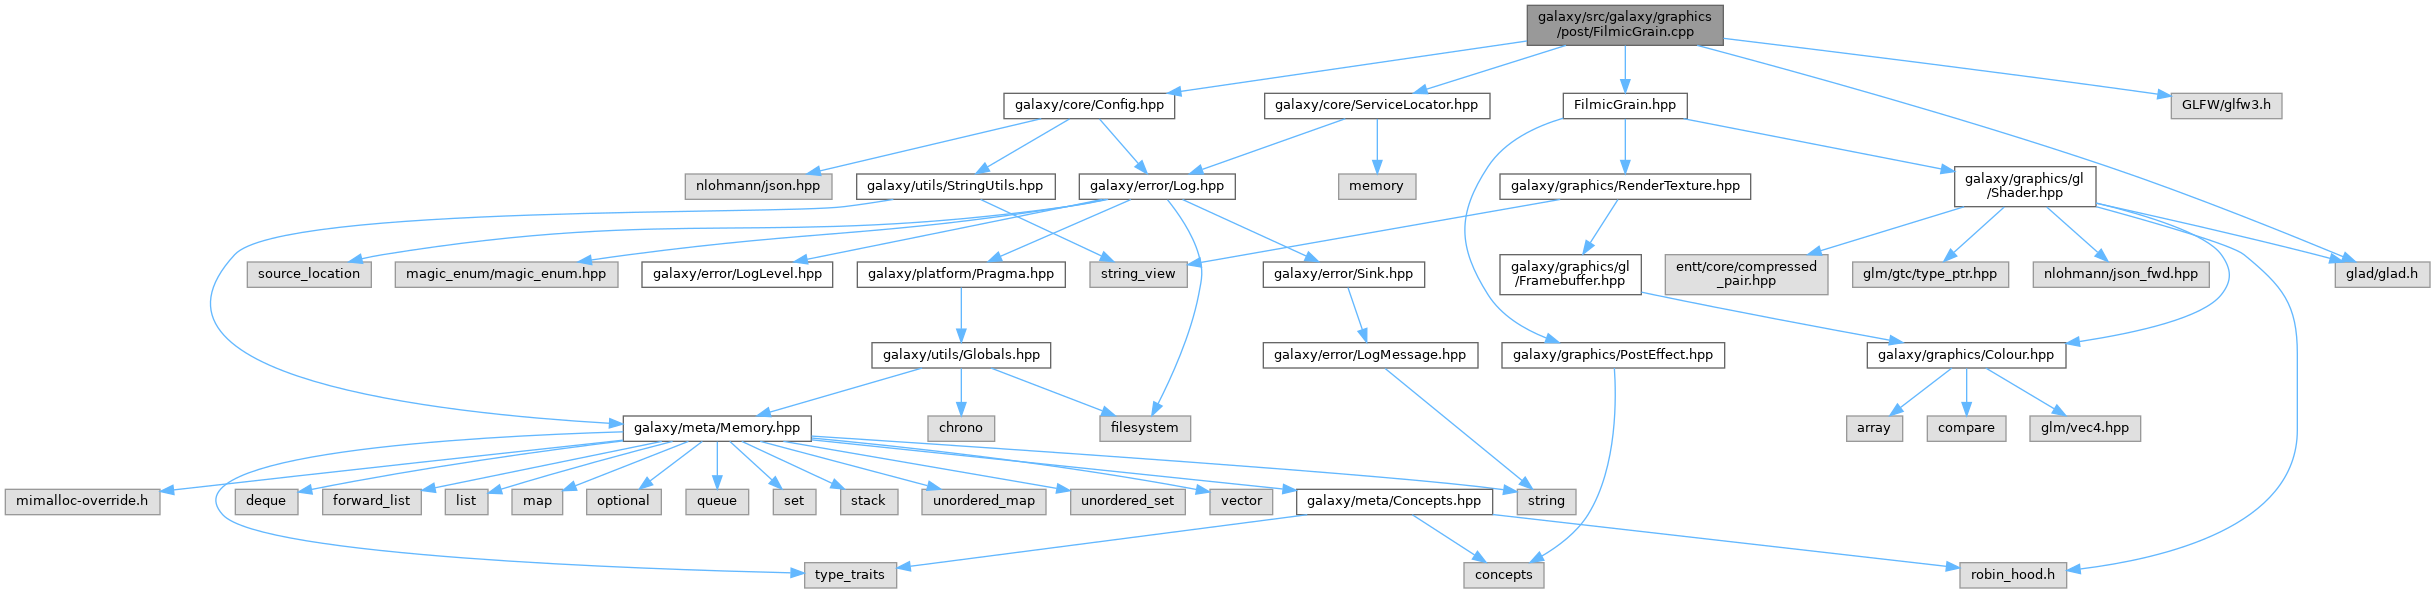 galaxy/src/galaxy/graphics
/post/FilmicGrain.cpp
galaxy/core/Config.hpp
galaxy/core/ServiceLocator.hpp
FilmicGrain.hpp
GLFW/glfw3.h
nlohmann/json.hpp
galaxy/utils/StringUtils.hpp
galaxy/error/Log.hpp
memory
galaxy/graphics/RenderTexture.hpp
galaxy/graphics/gl
/Shader.hpp
source_location
magic_enum/magic_enum.hpp
galaxy/error/LogLevel.hpp
galaxy/platform/Pragma.hpp
string_view
galaxy/error/Sink.hpp
galaxy/graphics/gl
/Framebuffer.hpp
entt/core/compressed
_pair.hpp
glm/gtc/type_ptr.hpp
nlohmann/json_fwd.hpp
glad/glad.h
galaxy/utils/Globals.hpp
galaxy/error/LogMessage.hpp
galaxy/graphics/PostEffect.hpp
galaxy/graphics/Colour.hpp
galaxy/meta/Memory.hpp
chrono
filesystem
array
compare
glm/vec4.hpp
mimalloc-override.h
deque
forward_list
list
map
optional
queue
set
stack
unordered_map
unordered_set
vector
galaxy/meta/Concepts.hpp
string
type_traits
concepts
robin_hood.h